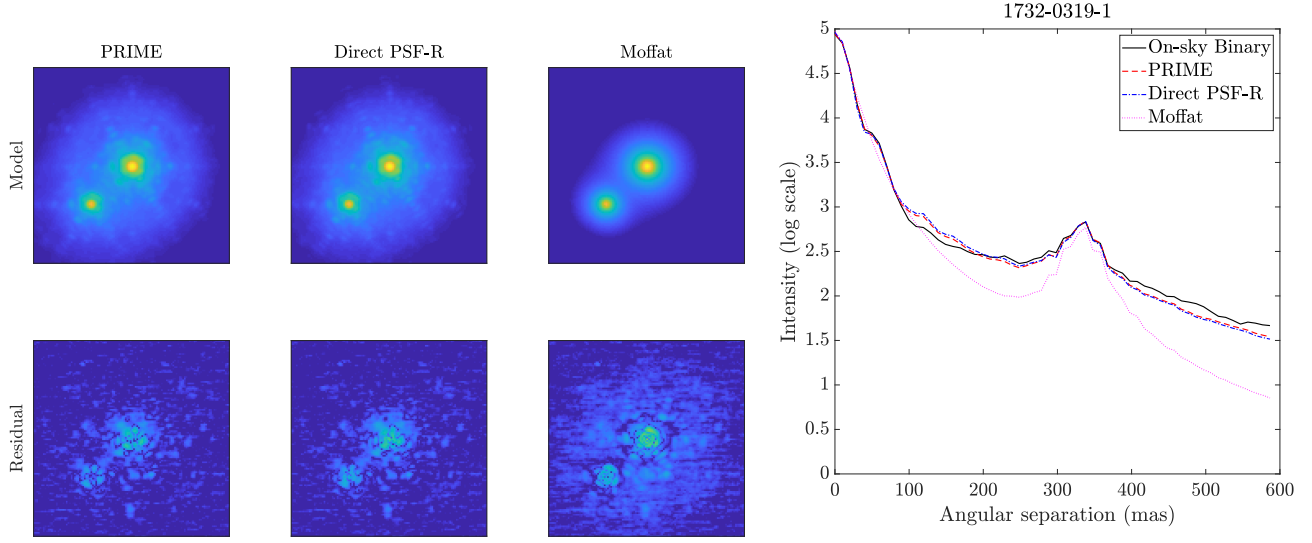 PRIME
Direct PSF-R
Moffat
Model
Residual
1732-0319-1
On-sky Binary
PRIME
Direct PSF-R
Moffat
Intensity (log scale)
5
4.5
4
3.5
3
2.5
2
1.5
1
0.5
0
0 100 200 300 400 500 600
Angular separation (mas)